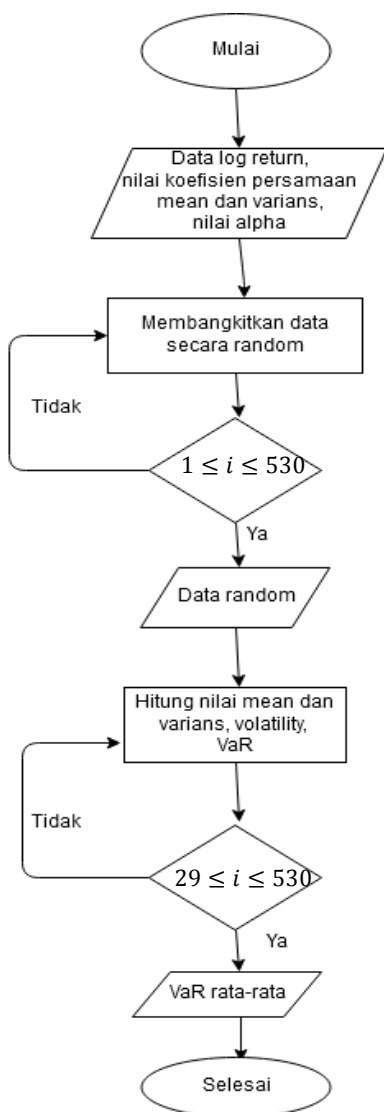 Mulai
Data log return,
nilai koefisien persamaan
mean dan varians,
nilai alpha
Membangkitkan data
secara random
Tidak
1 ≤ i ≤ 530
Ya
Data random
Hitung nilai mean dan
varians, volatility,
VaR
Tidak
29 ≤ i ≤ 530
Ya
VaR rata-rata
Selesai